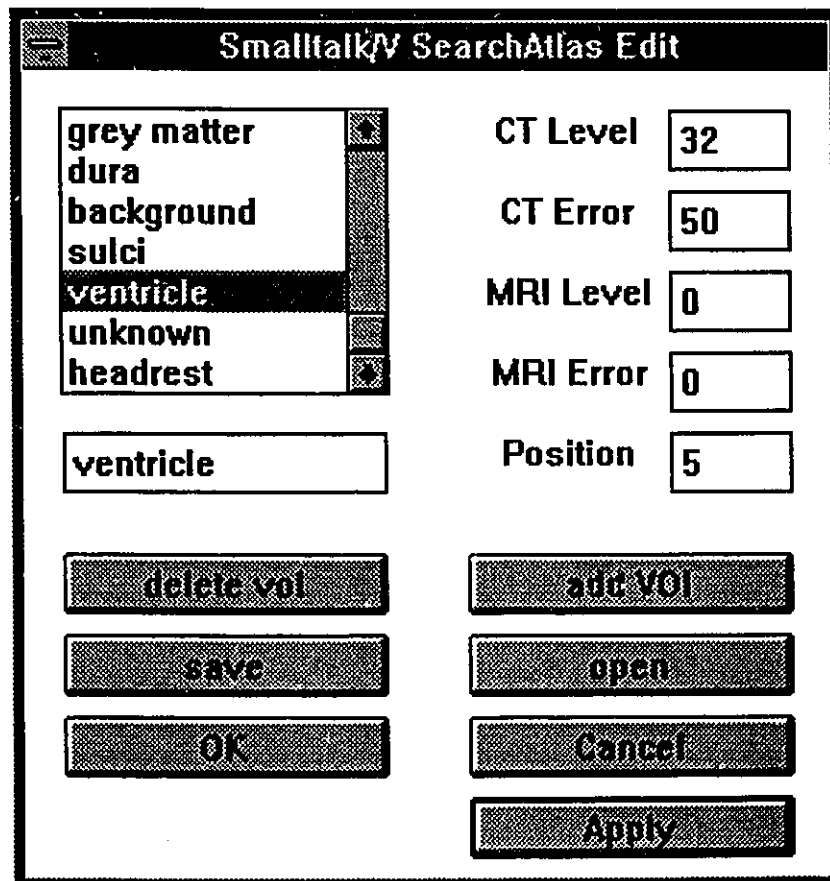 Smalltalk/V SearchAtlas Edit
grey matter
dura
background
sulci
ventricle
unknown
headrest
ventricle
CT Level 32
CT Error 50
MRI Level 0
MRI Error 0
Position 5
delete voI add VOI
save open
OK Cancel
Apply